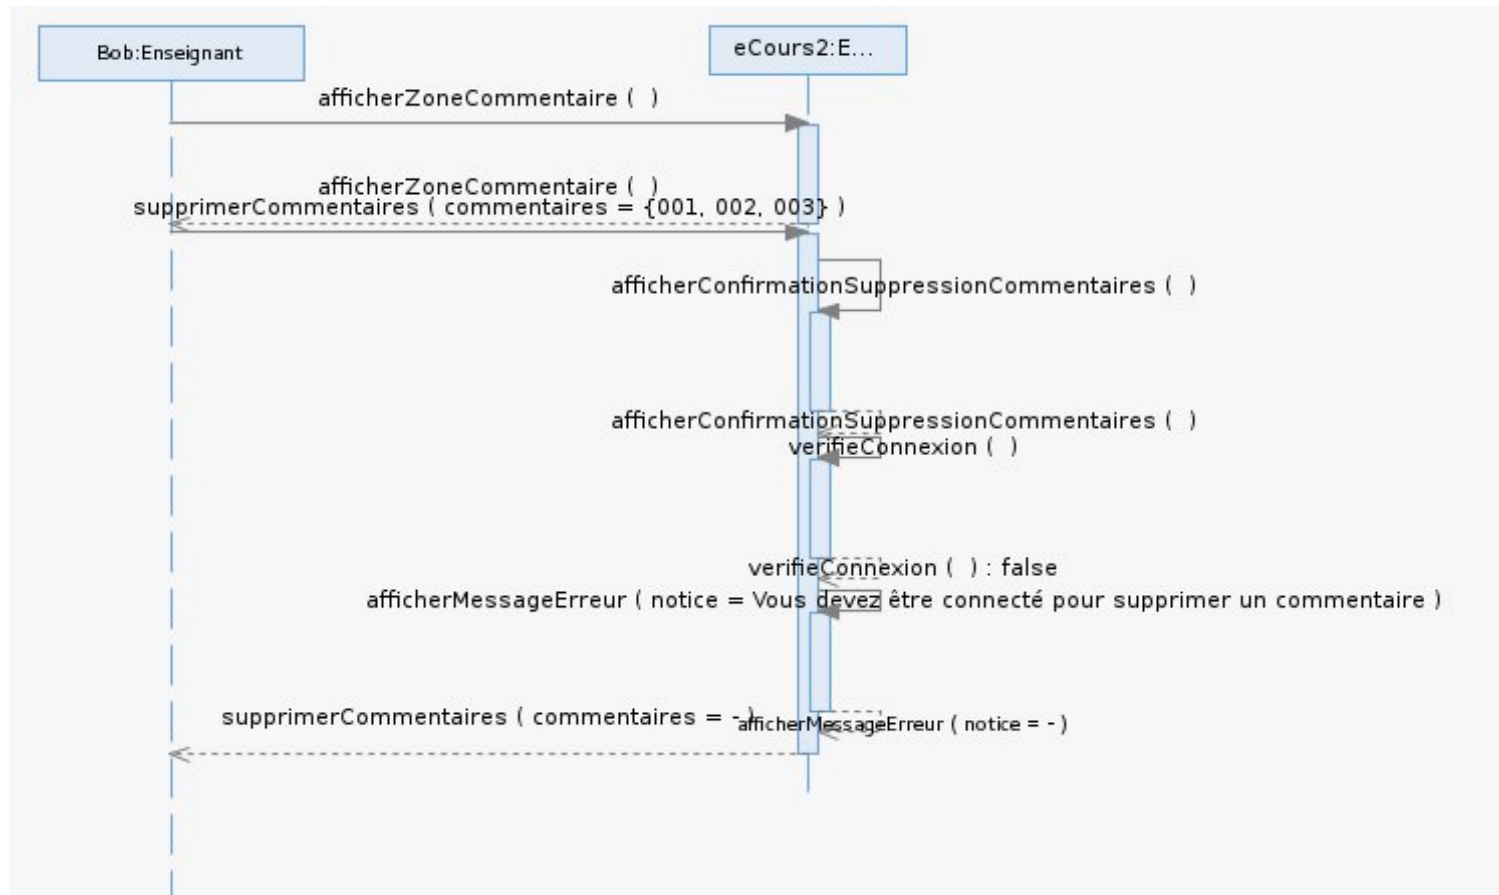 Bob:Enseignant
eCours2:E...
afficherZoneCommentaire (  )
afficherZoneCommentaire (  )
supprimerCommentaires ( commentaires = {001, 002, 003} )
afficherConfirmationSuppressionCommentaires (  )
afficherConfirmationSuppressionCommentaires (  )
verifieConnexion (  )
verifieConnexion (  ) : false
afficherMessageErreur ( notice = Vous devez être connecté pour supprimer un commentaire )
supprimerCommentaires ( commentaires = - )
afficherMessageErreur ( notice = - )